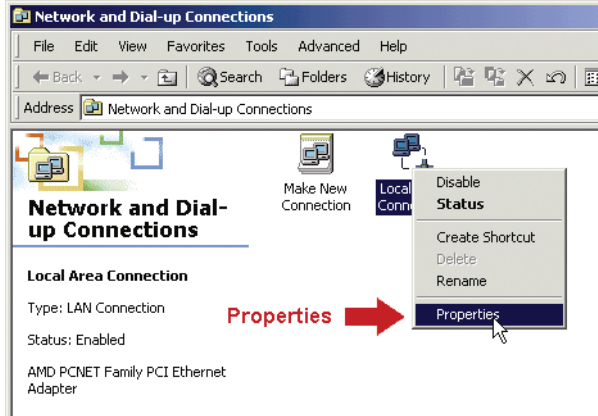 Network and Dial-up Connections
File Edit View Favorites Tools Advanced Help
Back Search Folders History
Address Network and Dial-up Connections
Make New
Connection
Local
Conn
Disable
Status
Create Shortcut
Delete
Rename
Properties
Network and Dial-
up Connections
Local Area Connection
Type: LAN Connection
Properties
Status: Enabled
AMD PCNET Family PCI Ethernet
Adapter